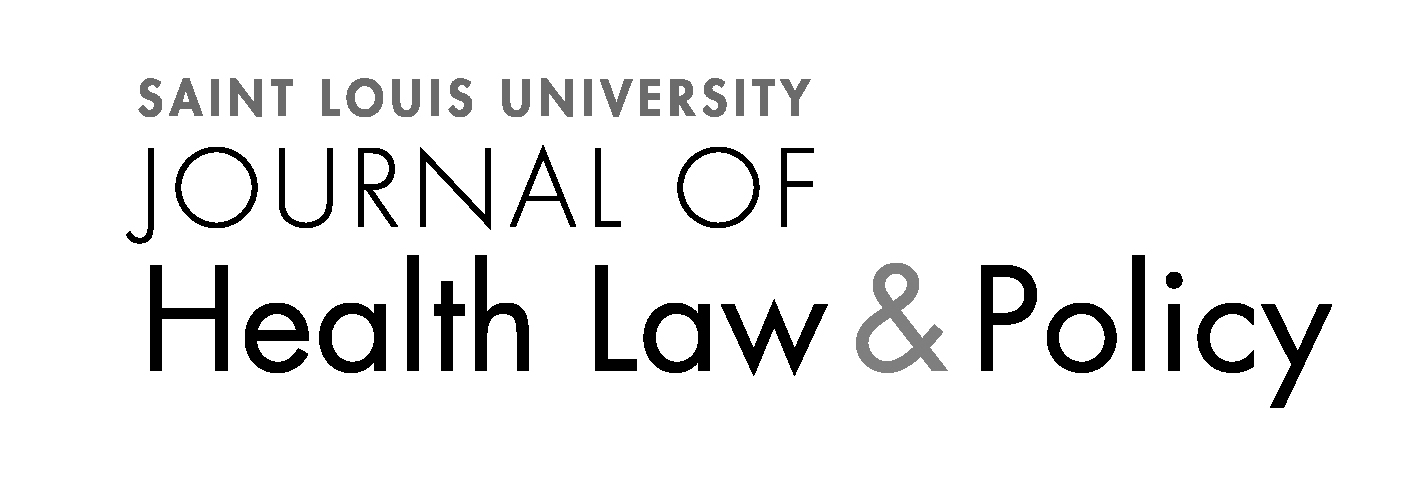 SAINT LOUIS UNIVERSITY
JOURNAL OF
Health Law & Policy